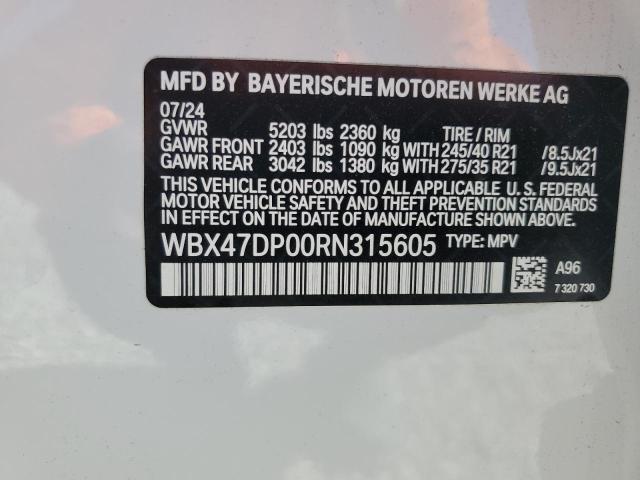 MFD BY BAYERISCHE MOTOREN WERKE AG
07/24
GVWR 5203 lbs 2360 kg TIRE / RIM
GAWR FRONT 2403 lbs 1090 kg WITH 245/40 R21 /8.5Jx21
GAWR REAR 3042 lbs 1380 kg WITH 275/35 R21 /9.5Jx21
THIS VEHICLE CONFORMS TO ALL APPLICABLE U. S. FEDERAL
MOTOR VEHICLE SAFETY AND THEFT PREVENTION STANDARDS
IN EFFECT ON THE DATE OF MANUFACTURE SHOWN ABOVE.
WBX47DP00RN315605 TYPE: MPV
A96
7 320 730